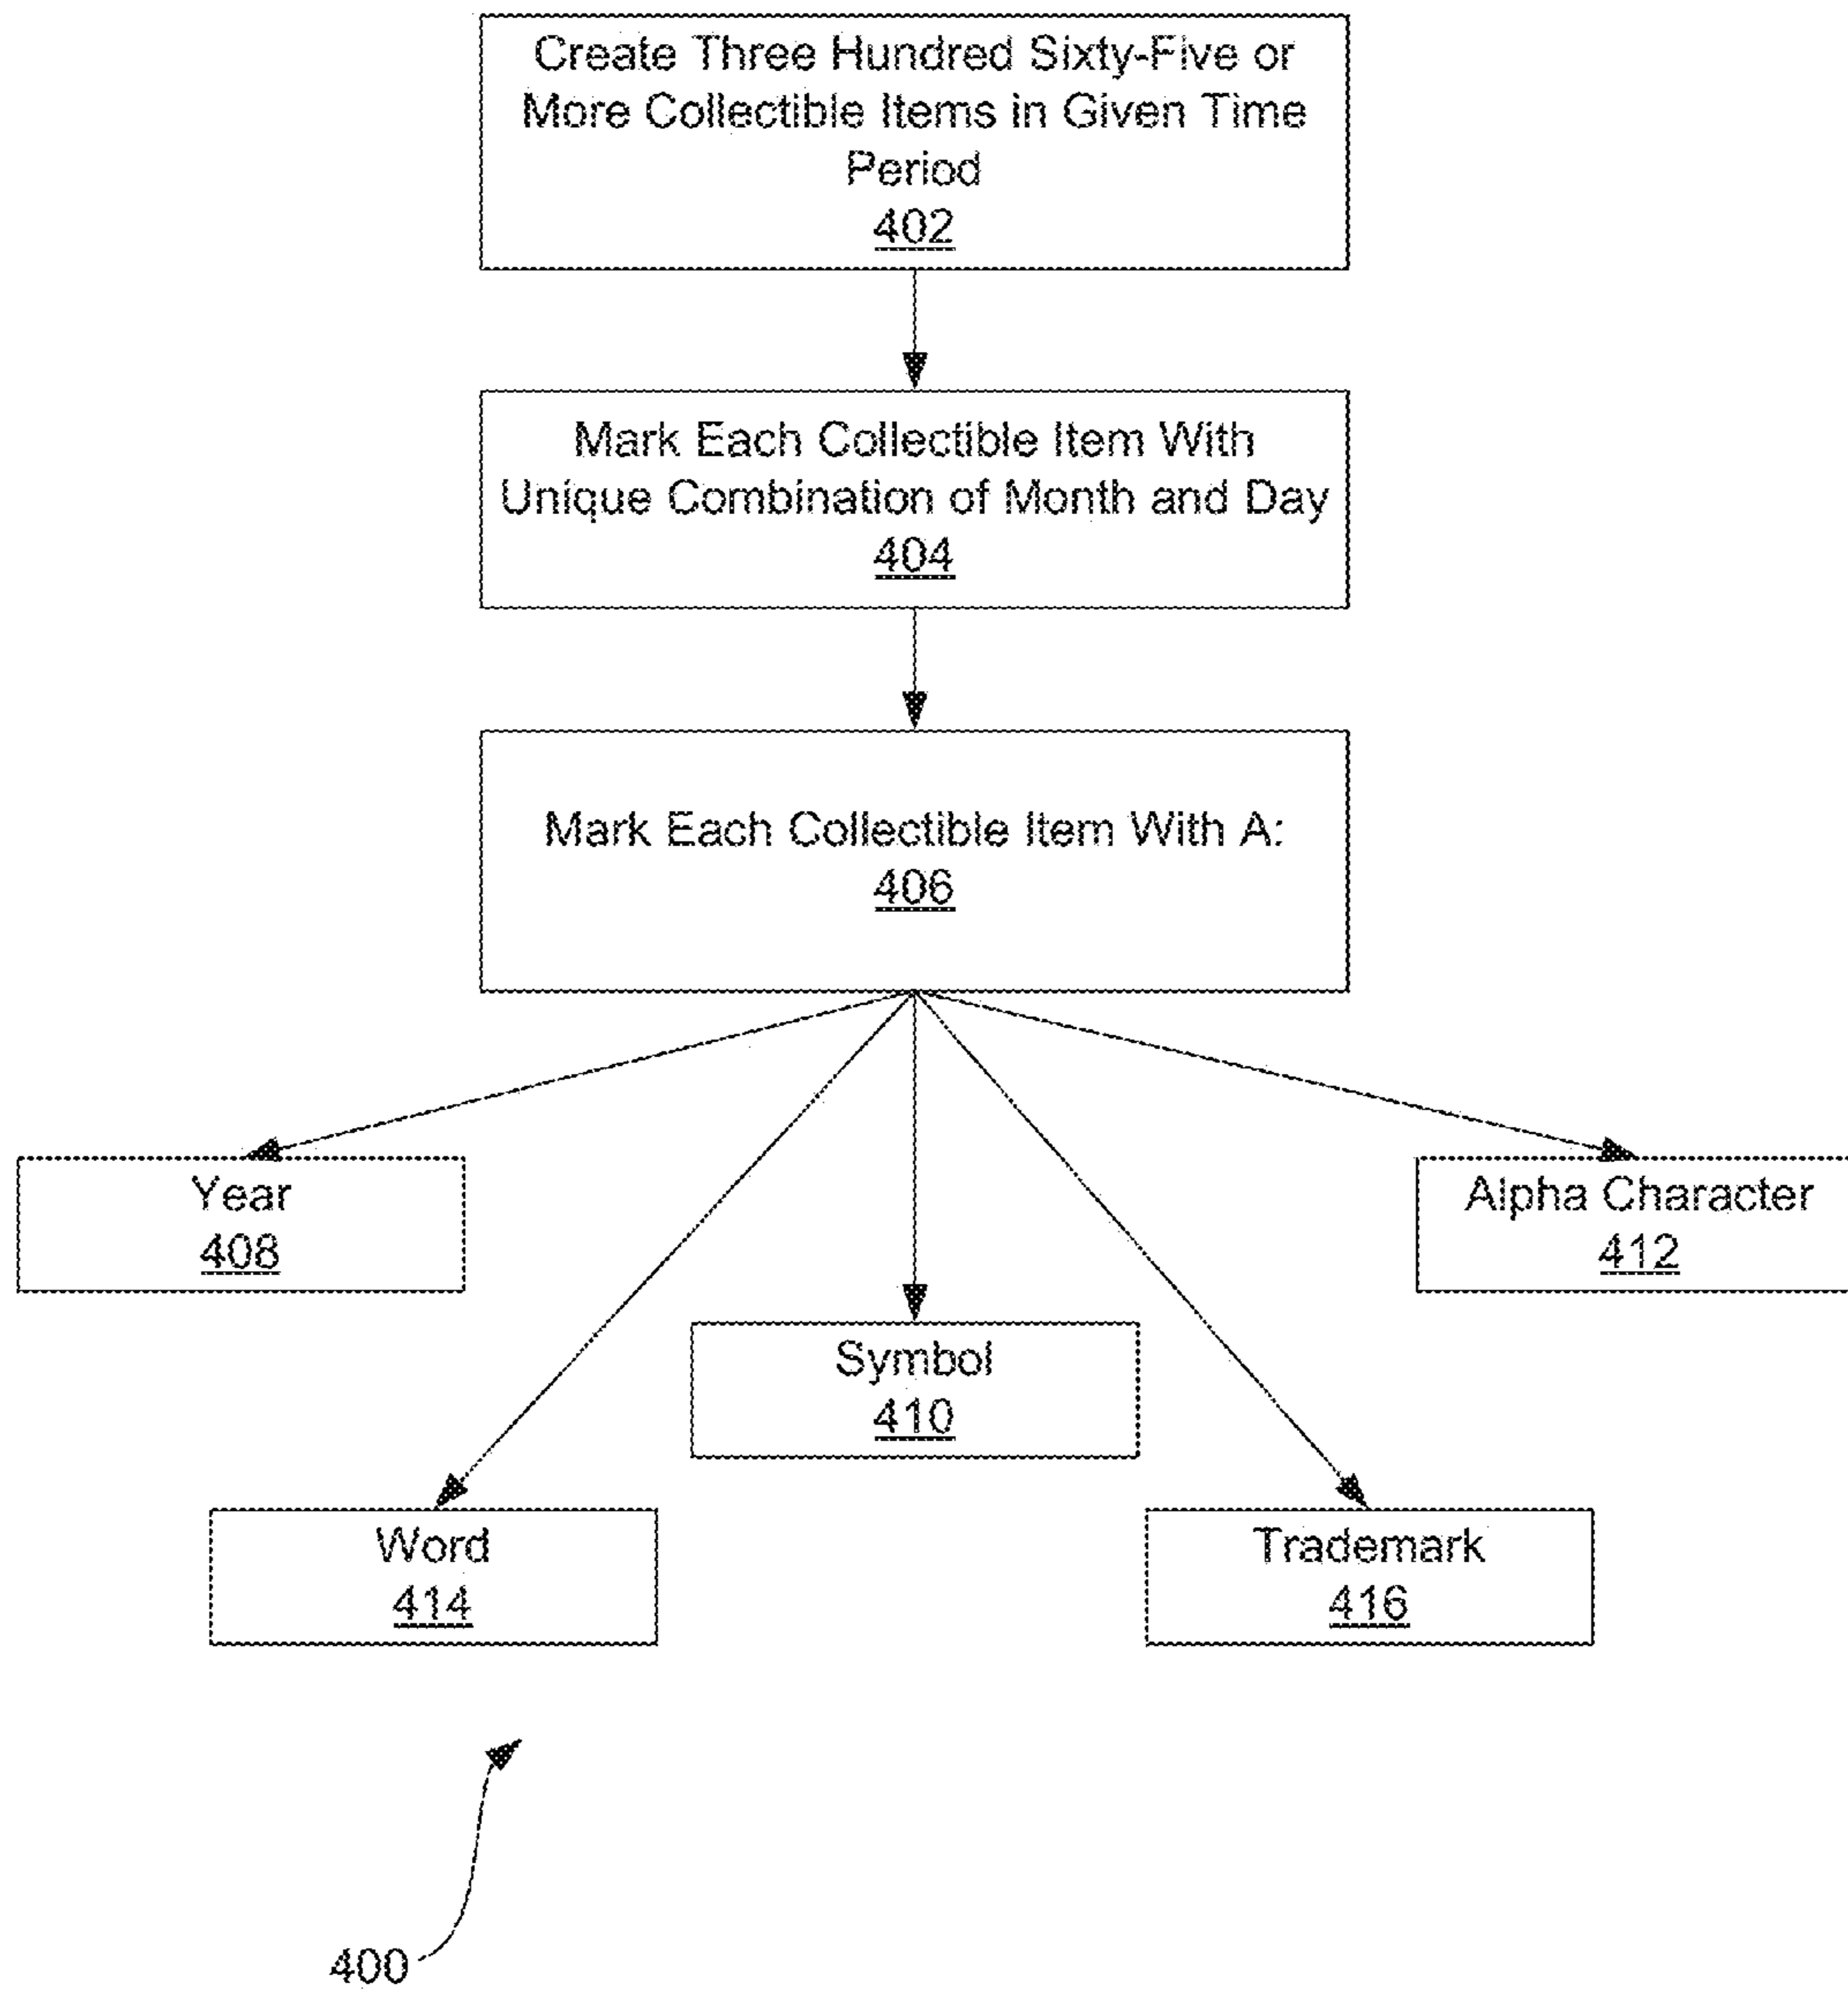 Create Three Hundred Sixty-Five or
More Collectible Items in Given Time
Period
402
Mark Each Collectible Item With
Unique Combination of Month and Day
404
Mark Each Collectible Item With A:
406
Year
408
Alpha Character
412
Symbol
410
Word
414
Trademark
416
400